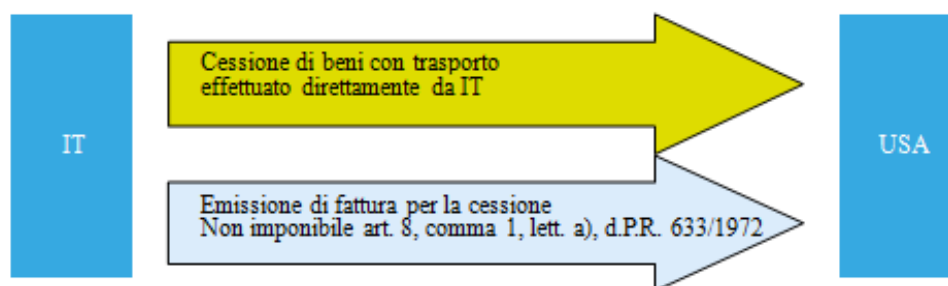 IT
Cessione di beni con trasporto
effettuato direttamente da IT
Emissione di fattura per la cessione
Non imponibile art. 8, comma 1, lett. a), d.P.R. 633/1972
USA